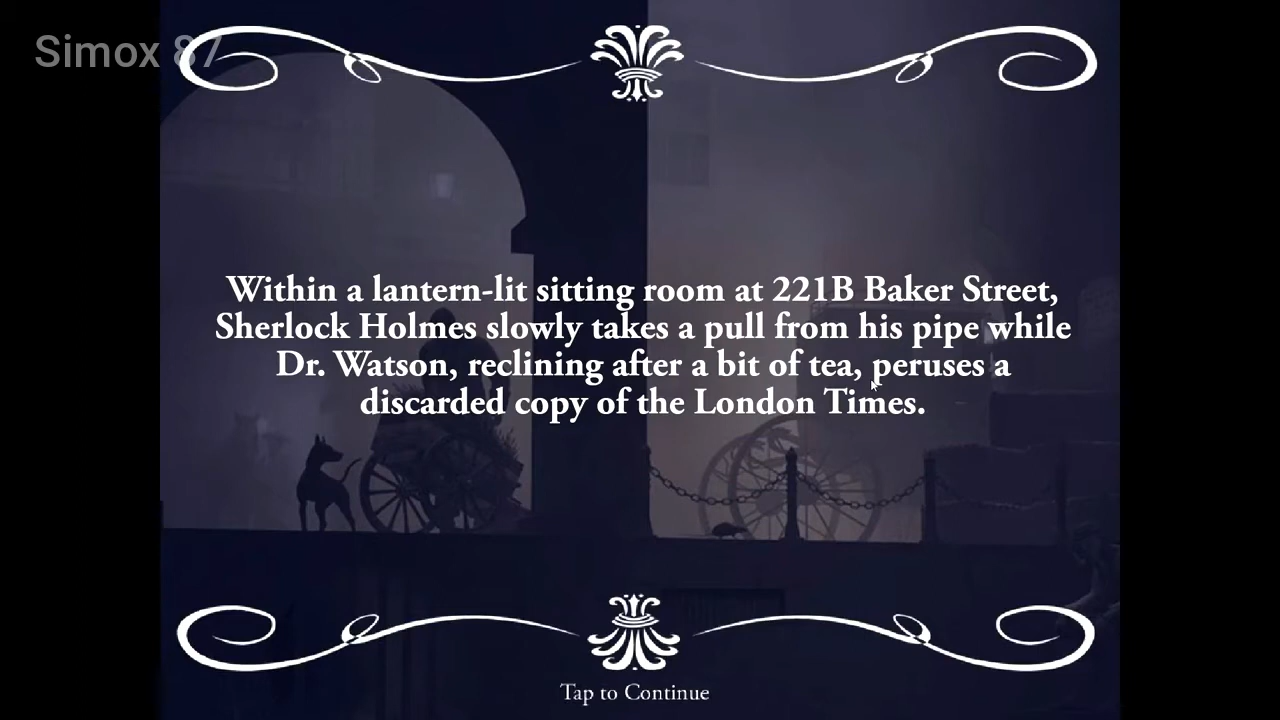 Simox 87
Within a lantern-lit sitting room at 221B Baker Street,
Sherlock Holmes slowly takes a pull from his pipe while
Dr. Watson, reclining after a bit of tea, peruses a
discarded copy of the London Times.
Tap to Continue